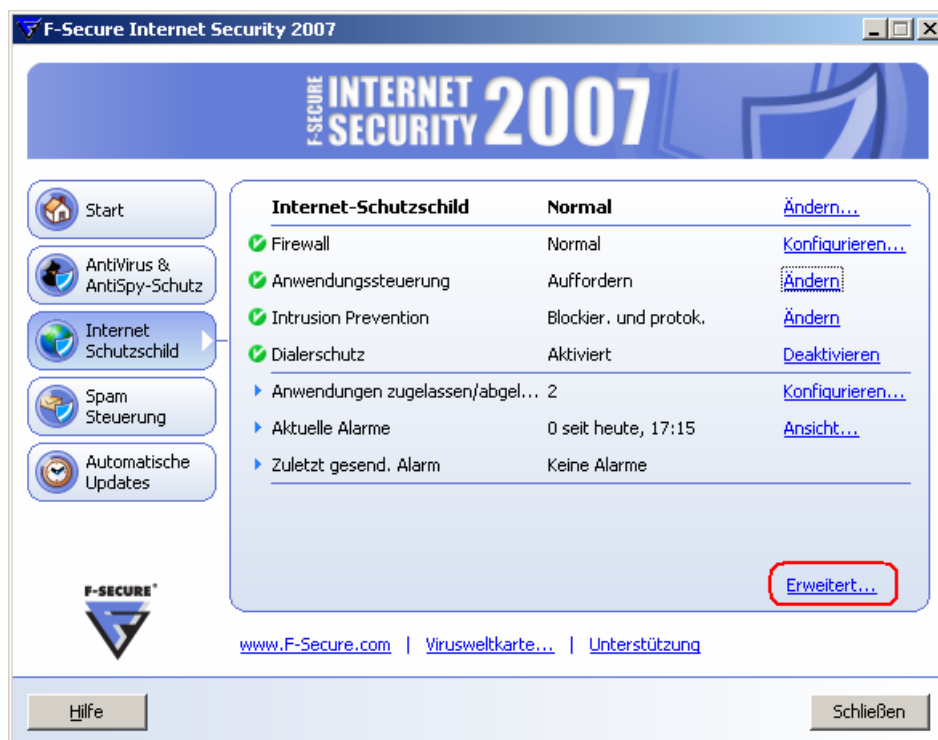 F-Secure Internet Security 2007
F-SECURE
INTERNET
SECURITY 2007
Start
AntiVirus &
AntiSpy-Schutz
Internet
Schutzschild
Spam
Steuerung
Automatische
Updates
Internet-Schutzschild Normal Ändern...
Firewall Normal Konfigurieren...
Anwendungssteuerung Auffordern Ändern
Intrusion Prevention Blockier. und protok. Ändern
Dialerschutz Aktiviert Deaktivieren
Anwendungen zugelassen/abgel... 2 Konfigurieren...
Aktuelle Alarme 0 seit heute, 17:15 Ansicht...
Zuletzt gesend. Alarm Keine Alarme
Erweitert...
F-SECURE®
www.F-Secure.com | Virusweltkarte... | Unterstützung
Hilfe Schließen